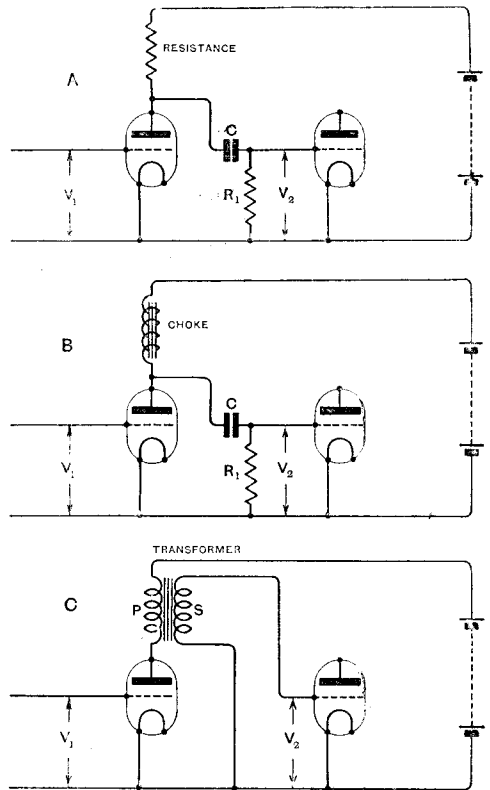 RESISTANCE
A
C
V₁
R₁
V₂
CHOKE
B
C
V₁
R₁
V₂
TRANSFORMER
C
P
S
V₁
V₂